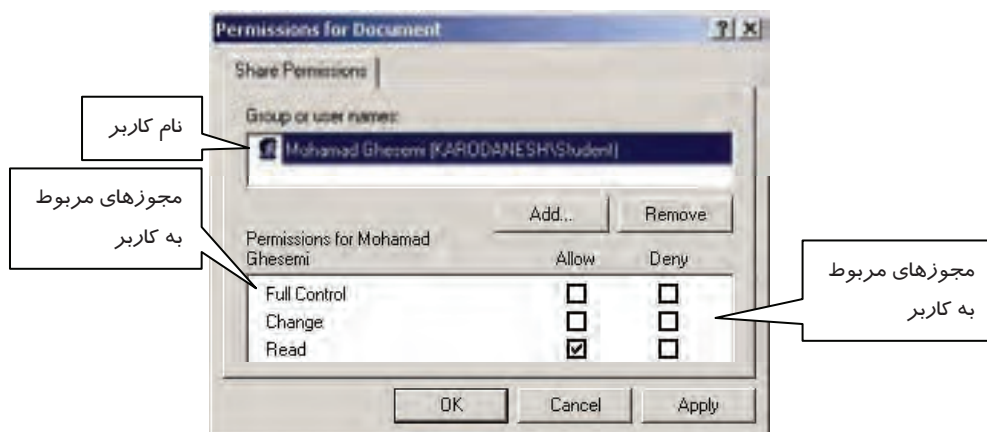 Permissions for Document
Share Permissions
Group or user names:
نام کاربر
Mohamad Ghesemi (KARODANESH\Student)
مجوزهای مربوط
به کاربر
Add...
Remove
Permissions for Mohamad
Ghesemi
Allow
Deny
مجوزهای مربوط
به کاربر
Full Control
Change
Read
OK
Cancel
Apply